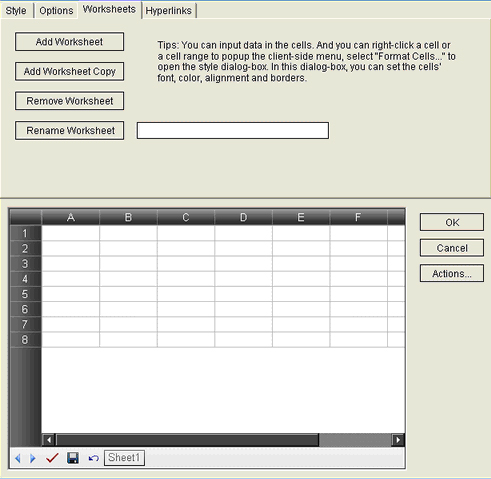 Style Options Worksheets Hyperlinks
Add Worksheet
Tips: You can input data in the cells. And you can right-click a cell or
a cell range to popup the client-side menu, select "Format Cells..." to
open the style dialog-box. In this dialog-box, you can set the cells'
font, color, alignment and borders.
Add Worksheet Copy
Remove Worksheet
Rename Worksheet
A B C D E F
1
2
3
4
5
6
7
8
OK
Cancel
Actions...
Sheet1